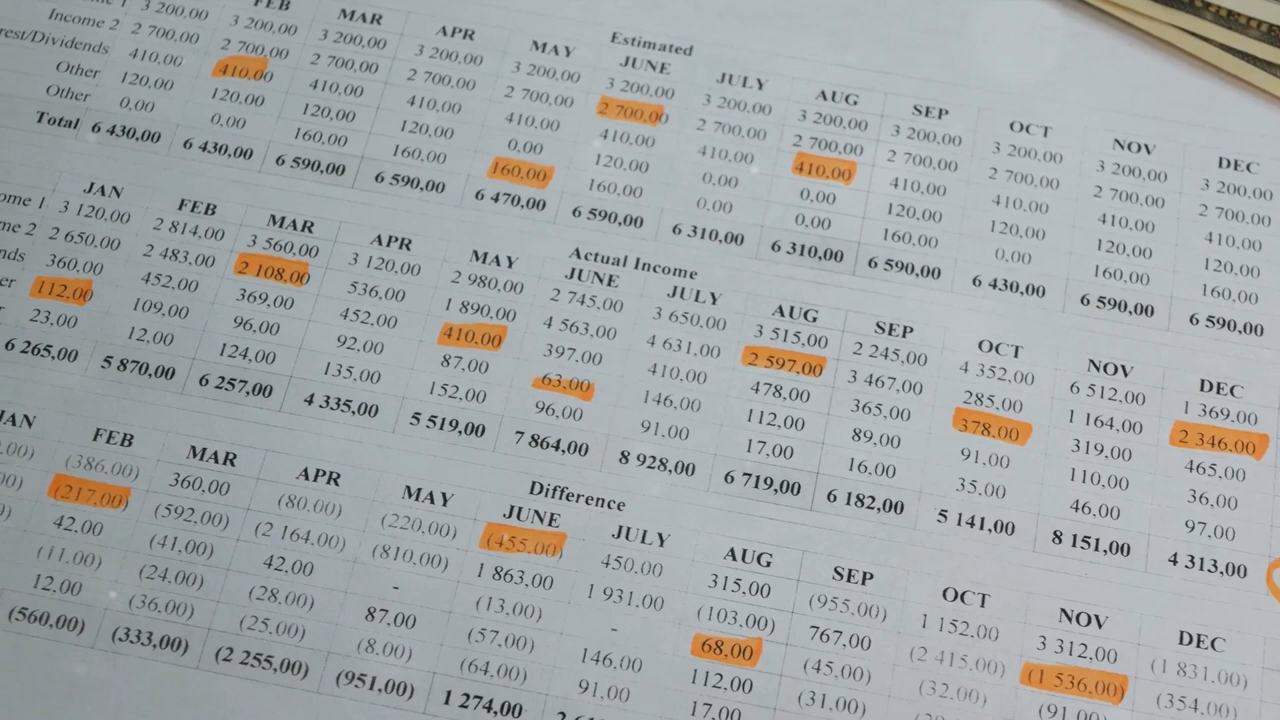 Estimated
FEB MAR APR MAY JUNE JULY AUG SEP OCT NOV DEC
3 200,00 3 200,00 3 200,00 3 200,00 3 200,00 3 200,00 3 200,00 3 200,00 3 200,00 3 200,00 3 200,00 3 200,00
Income 2 2 700,00 2 700,00 2 700,00 2 700,00 2 700,00 2 700,00 2 700,00 2 700,00 2 700,00 2 700,00 2 700,00 2 700,00
rest/Dividends 410,00 410,00 410,00 410,00 410,00 410,00 410,00 410,00 410,00 410,00 410,00 410,00
Other 120,00 120,00 120,00 120,00 0,00 120,00 0,00 0,00 120,00 120,00 120,00 120,00
Other 0,00 0,00 160,00 160,00 160,00 160,00 0,00 0,00 160,00 0,00 160,00 160,00
Total 6 430,00 6 430,00 6 590,00 6 590,00 6 470,00 6 590,00 6 310,00 6 310,00 6 590,00 6 430,00 6 590,00 6 590,00
Actual Income
JAN FEB MAR APR MAY JUNE JULY AUG SEP OCT NOV DEC
ome 1 3 120,00 2 814,00 3 560,00 3 120,00 2 980,00 2 745,00 3 650,00 3 515,00 2 245,00 4 352,00 6 512,00 1 369,00
me 2 2 650,00 2 483,00 2 108,00 536,00 1 890,00 4 563,00 4 631,00 2 597,00 3 467,00 285,00 1 164,00 2 346,00
nds 360,00 452,00 369,00 452,00 410,00 397,00 410,00 478,00 365,00 378,00 319,00 465,00
er 112,00 109,00 96,00 92,00 87,00 63,00 146,00 112,00 89,00 91,00 110,00 36,00
r 23,00 12,00 124,00 135,00 152,00 96,00 91,00 17,00 16,00 35,00 46,00 97,00
6 265,00 5 870,00 6 257,00 4 335,00 5 519,00 7 864,00 8 928,00 6 719,00 6 182,00 5 141,00 8 151,00 4 313,00
Difference
JAN FEB MAR APR MAY JUNE JULY AUG SEP OCT NOV DEC
(386,00) 360,00 (80,00) (220,00) (455,00) 450,00 315,00 (955,00) 1 152,00 3 312,00 (1 831,00)
(217,00) (592,00) (2 164,00) (810,00) 1 863,00 1 931,00 (103,00) 767,00 (2 415,00) (1 536,00) (354,00)
42,00 (41,00) 42,00 - (13,00) - 68,00 (45,00) (32,00) (91,00
(11,00) (24,00) (28,00) 87,00 (57,00) 146,00 112,00 (31,00)
12,00 (36,00) (25,00) (8,00) (64,00) 91,00 17,00
(560,00) (333,00) (2 255,00) (951,00) 1 274,00